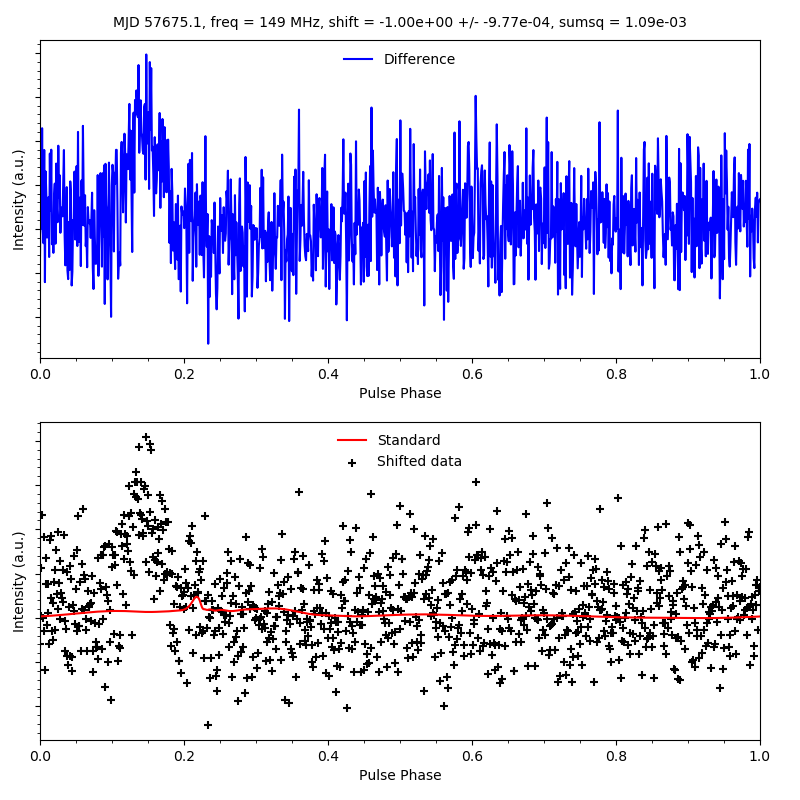 MJD 57675.1, freq = 149 MHz, shift = -1.00e+00 +/- -9.77e-04, sumsq = 1.09e-03
Difference
Intensity (a.u.)
0.0 0.2 0.4 0.6 0.8 1.0
Pulse Phase
Standard
Shifted data
Intensity (a.u.)
0.0 0.2 0.4 0.6 0.8 1.0
Pulse Phase